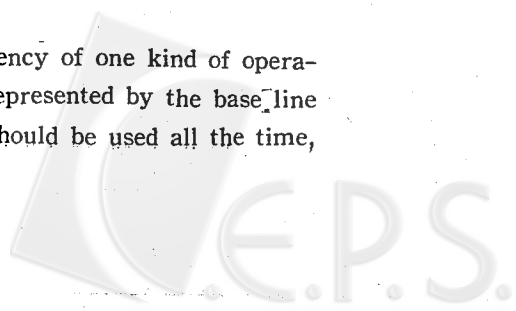 ency of one kind of opera-
epresented by the base line
hould be used all the time,
C.E.P.S.